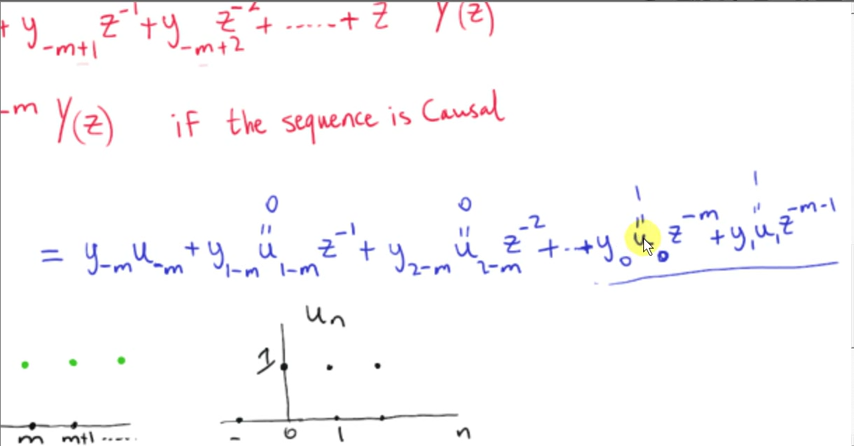 + y_{-m+1} z^{-1} + y_{-m+2} z^{-2} + ...... + z Y(z)
-m Y(z) if the sequence is Causal
0 0 1 1
= y_{-m} u_{-m} + y_{1-m} u_{1-m} z^{-1} + y_{2-m} u_{2-m} z^{-2} + ... + y_0 u_0 z^{-m} + y_1 u_1 z^{-m-1}
u_n
1
m m+1 ..... - 0 1 n